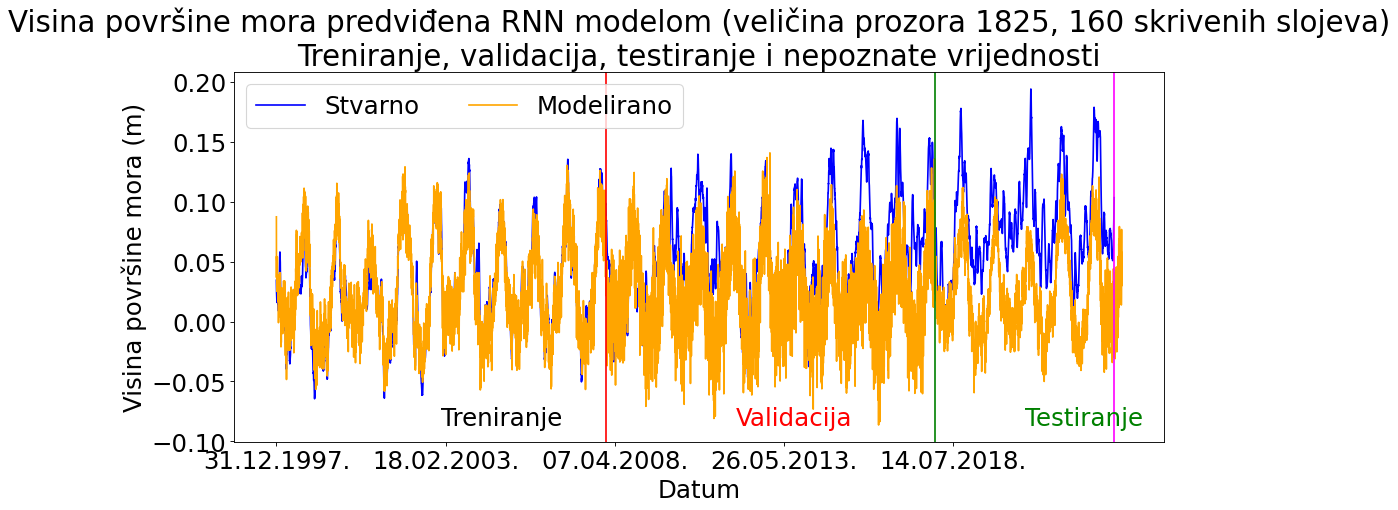 Visina površine mora predviđena RNN modelom (veličina prozora 1825, 160 skrivenih slojeva)
Treniranje, validacija, testiranje i nepoznate vrijednosti
Stvarno Modelirano
Visina površine mora (m)
0.20
0.15
0.10
0.05
0.00
−0.05
−0.10
Treniranje Validacija Testiranje
31.12.1997. 18.02.2003. 07.04.2008. 26.05.2013. 14.07.2018.
Datum